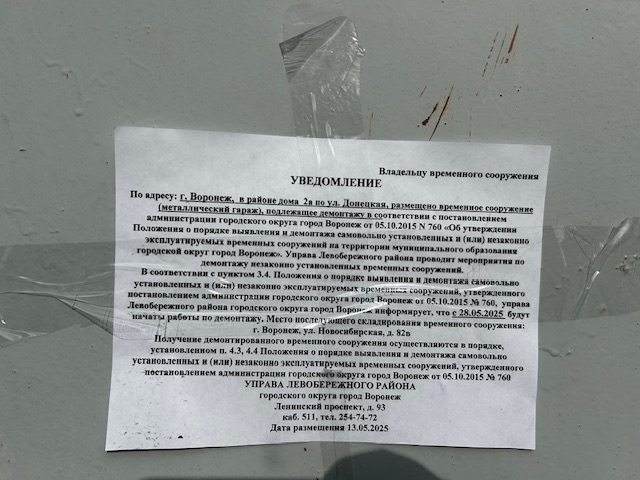 Владельцу временного сооружения
УВЕДОМЛЕНИЕ
По адресу: г. Воронеж, в районе дома 2а по ул. Донецкая, размещено временное сооружение
(металлический гараж), подлежащее демонтажу в соответствии с постановлением
администрации городского округа город Воронеж от 05.10.2015 N 760 «Об утверждении
Положения о порядке выявления и демонтажа самовольно установленных и (или) незаконно
эксплуатируемых временных сооружений на территории муниципального образования
городской округ город Воронеж». Управа Левобережного района проводит мероприятия по
демонтажу незаконно установленных временных сооружений.
В соответствии с пунктом 3.4. Положения о порядке выявления и демонтажа самовольно
установленных и (или) незаконно эксплуатируемых временных сооружений, утвержденного
постановлением администрации городского округа город Воронеж от 05.10.2015 № 760, управа
Левобережного района городского округа город Воронеж информирует, что с 28.05.2025 будут
начаты работы по демонтажу. Место последующего складирования временного сооружения:
г. Воронеж, ул. Новосибирская, д. 82в
Получение демонтированного временного сооружения осуществляются в порядке,
установленном п. 4.3, 4.4 Положения о порядке выявления и демонтажа самовольно
установленных и (или) незаконно эксплуатируемых временных сооружений, утвержденного
постановлением администрации городского округа город Воронеж от 05.10.2015 № 760
УПРАВА ЛЕВОБЕРЕЖНОГО РАЙОНА
городского округа город Воронеж
Ленинский проспект, д. 93
каб. 511, тел. 254-74-72
Дата размещения 13.05.2025